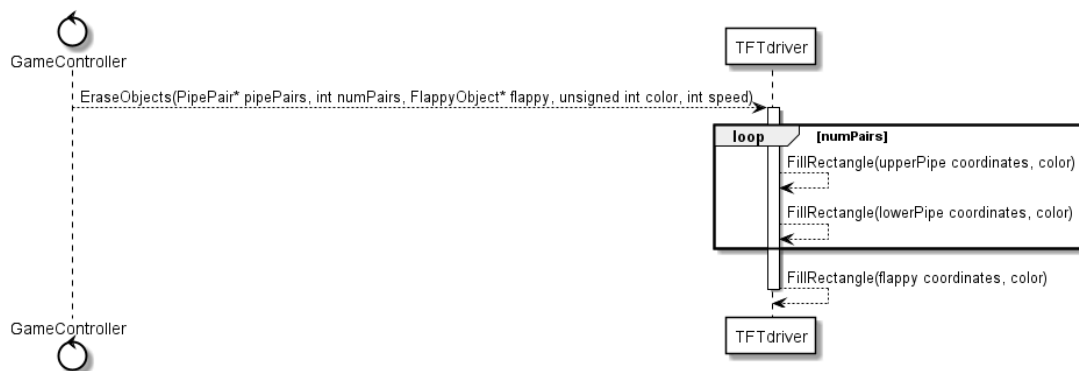 GameController
TFTdriver
EraseObjects(PipePair* pipePairs, int numPairs, FlappyObject* flappy, unsigned int color, int speed)
loop [numPairs]
FillRectangle(upperPipe coordinates, color)
FillRectangle(lowerPipe coordinates, color)
FillRectangle(flappy coordinates, color)
GameController
TFTdriver